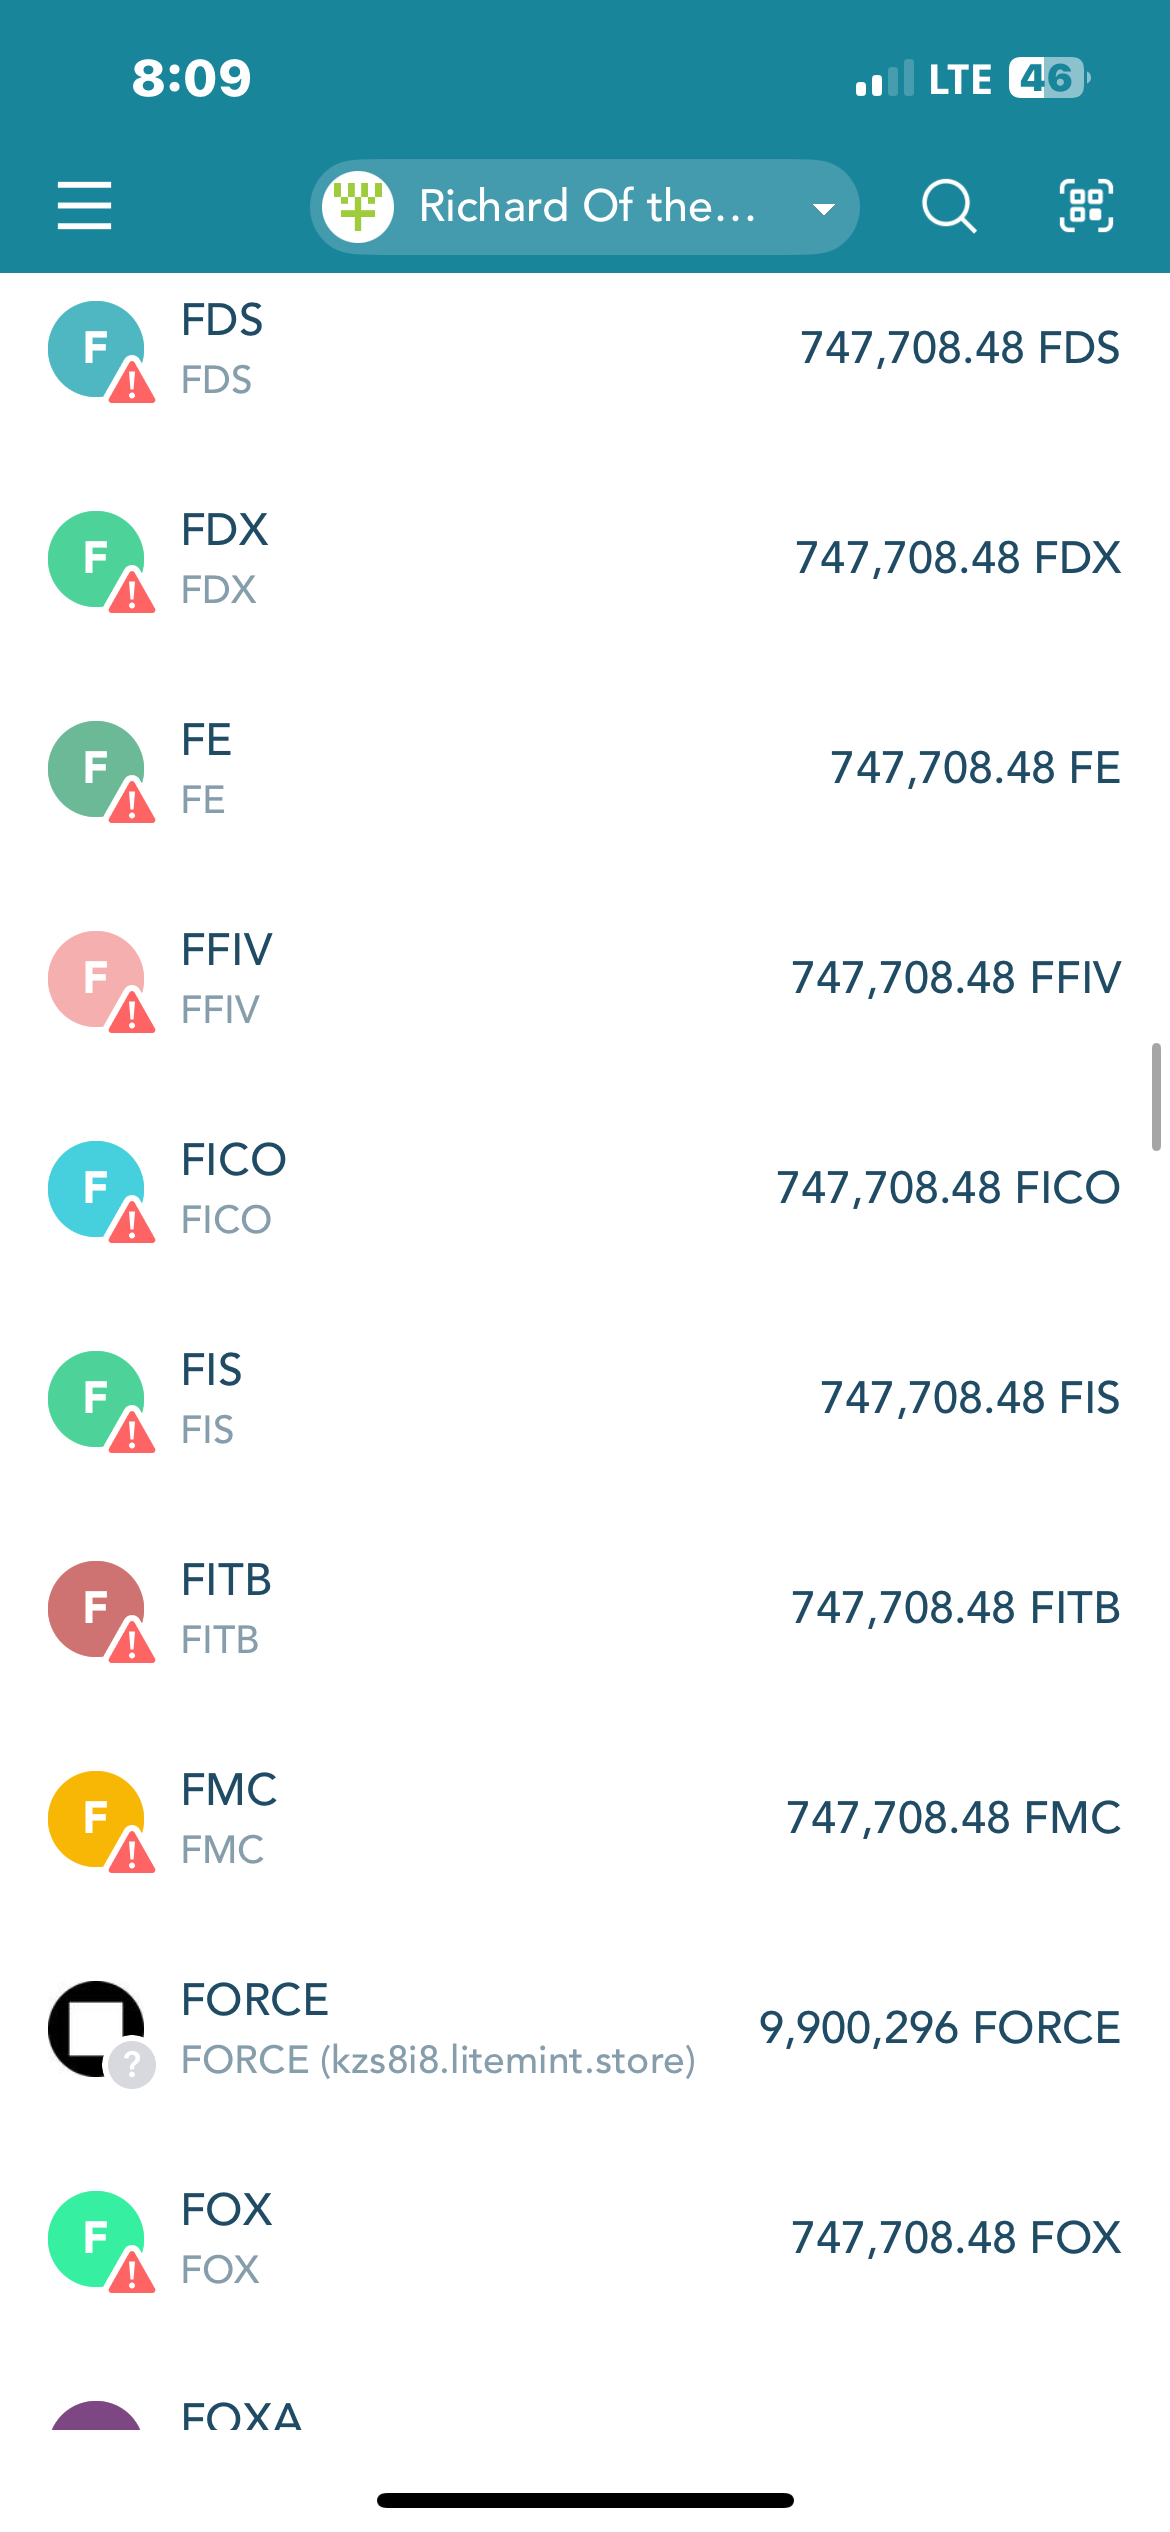 8:09
LTE 46
Richard Of the...
F FDS
FDS
747,708.48 FDS
F FDX
FDX
747,708.48 FDX
F FE
FE
747,708.48 FE
F FFIV
FFIV
747,708.48 FFIV
F FICO
FICO
747,708.48 FICO
F FIS
FIS
747,708.48 FIS
F FITB
FITB
747,708.48 FITB
F FMC
FMC
747,708.48 FMC
FORCE
? FORCE (kzs8i8.litemint.store)
9,900,296 FORCE
F FOX
FOX
747,708.48 FOX
FOXA